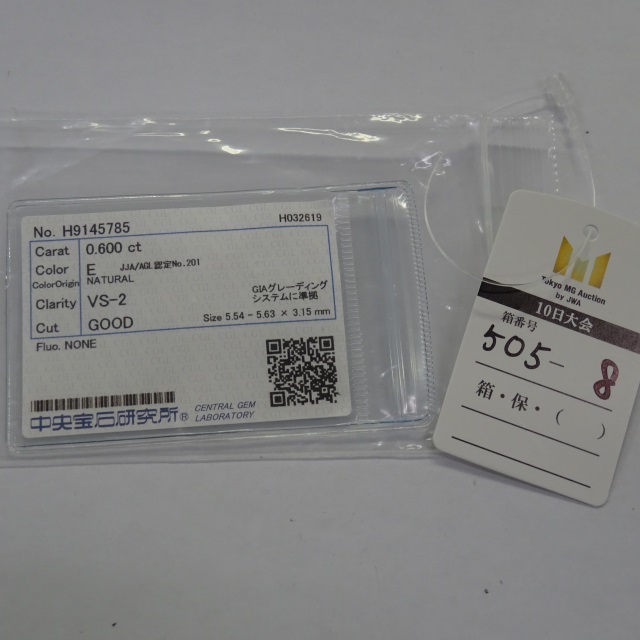 No. H9145785
H032619
Carat 0.600 ct
Color E JJA/AGL認定No.201
ColorOrigin NATURAL
Clarity VS-2 GIAグレーディング
システムに準拠
Cut GOOD Size 5.54 - 5.63 × 3.15 mm
Fluo. NONE
中央宝石研究所® CENTRAL GEM
LABORATORY
Tokyo MG Auction
by JWA
10日大会
箱番号
505-8
箱・保・( )